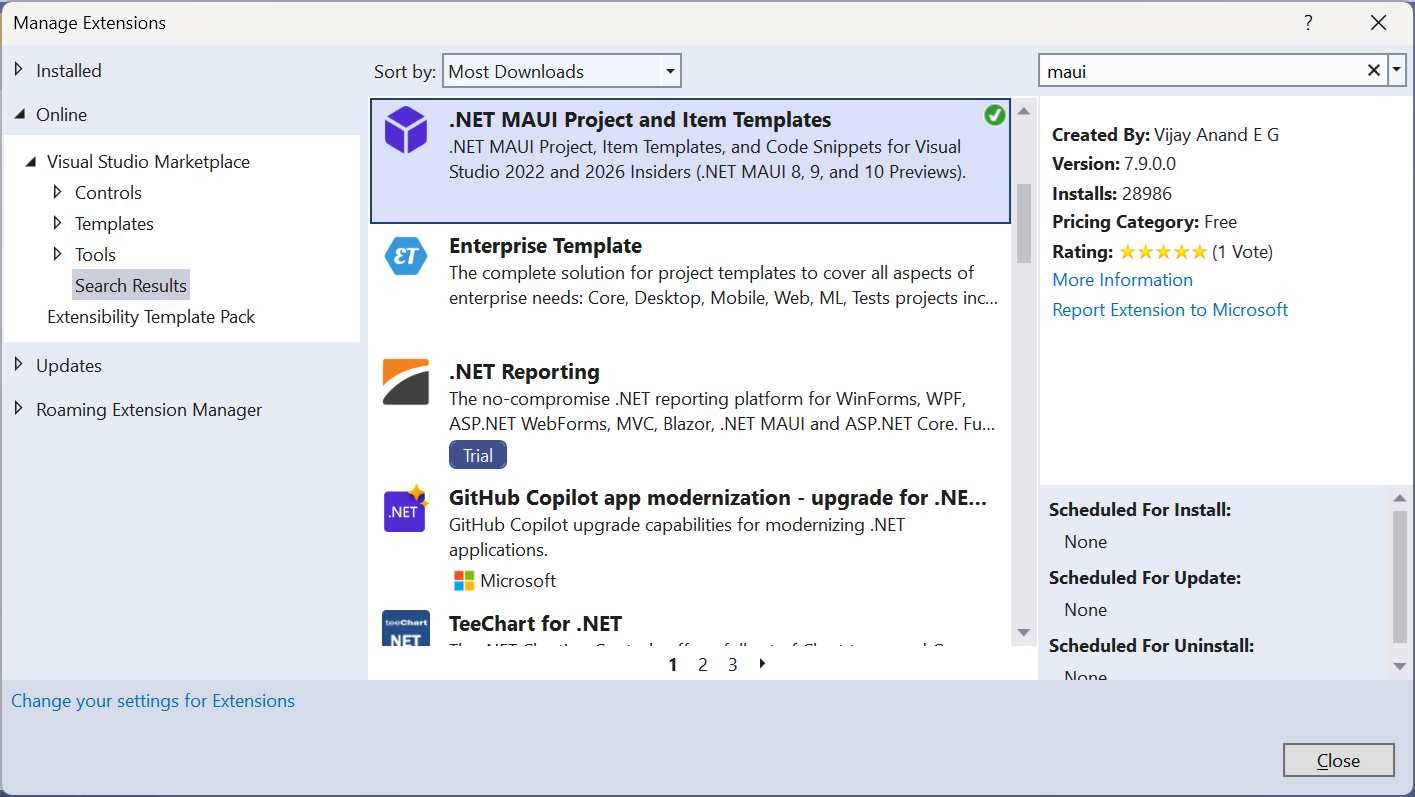 Manage Extensions
?
Installed
Online
Visual Studio Marketplace
Controls
Templates
Tools
Search Results
Extensibility Template Pack
Updates
Roaming Extension Manager
Sort by: Most Downloads
.NET MAUI Project and Item Templates
.NET MAUI Project, Item Templates, and Code Snippets for Visual
Studio 2022 and 2026 Insiders (.NET MAUI 8, 9, and 10 Previews).
ET
Enterprise Template
The complete solution for project templates to cover all aspects of
enterprise needs: Core, Desktop, Mobile, Web, ML, Tests projects inc...
.NET Reporting
The no-compromise .NET reporting platform for WinForms, WPF,
ASP.NET WebForms, MVC, Blazor, .NET MAUI and ASP.NET Core. Fu...
Trial
.NET
GitHub Copilot app modernization - upgrade for .NE...
GitHub Copilot upgrade capabilities for modernizing .NET
applications.
Microsoft
teeChart
NET
TeeChart for .NET
1 2 3
maui
Created By: Vijay Anand E G
Version: 7.9.0.0
Installs: 28986
Pricing Category: Free
Rating: (1 Vote)
More Information
Report Extension to Microsoft
Scheduled For Install:
None
Scheduled For Update:
None
Scheduled For Uninstall:
None
Change your settings for Extensions
Close